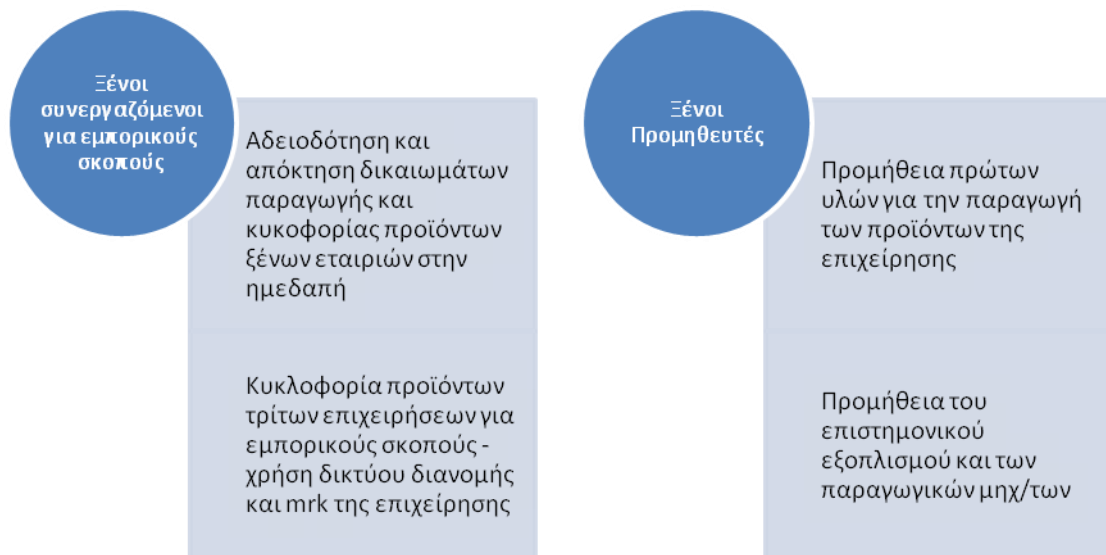 Ξένοι
συνεργαζόμενοι
για εμπορικούς
σκοπούς
Αδειοδότηση και
απόκτηση δικαιωμάτων
παραγωγής και
κυκοφορίας προϊόντων
ξένων εταιριών στην
ημεδαπή
Κυκλοφορία προϊόντων
τρίτων επιχειρήσεων για
εμπορικούς σκοπούς -
χρήση δικτύου διανομής
και mrk της επιχείρησης
Ξένοι
Προμηθευτές
Προμήθεια πρώτων
υλών για την παραγωγή
των προϊόντων της
επιχείρησης
Προμήθεια του
επιστημονικού
εξοπλισμού και των
παραγωγικών μηχ/των